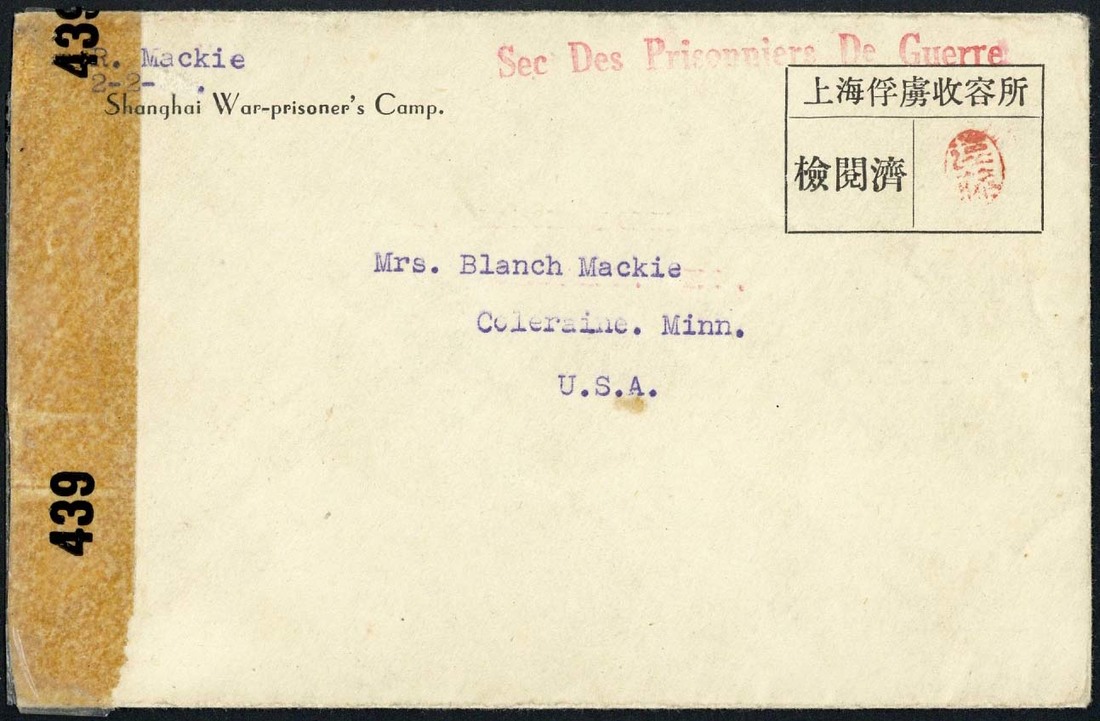 R. Mackie
2-2-
Shanghai War-prisoner's Camp.
Sec Des Prisonniers De Guerre
上海俘虜收容所
檢閲濟
Mrs. Blanch Mackie
Coleraine. Minn.
U.S.A.
439
439